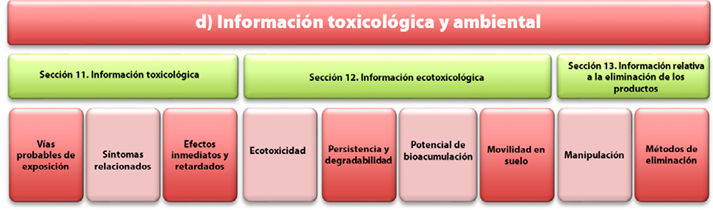 d) Información toxicológica y ambiental
Sección 11. Información toxicológica
Sección 12. Información ecotoxicológica
Sección 13. Información relativa
a la eliminación de los
productos
Vías
probables de
exposición
Síntomas
relacionados
Efectos
inmediatos y
retardados
Ecotoxicidad
Persistencia y
degradabilidad
Potencial de
bioacumulación
Movilidad en
suelo
Manipulación
Métodos de
eliminación